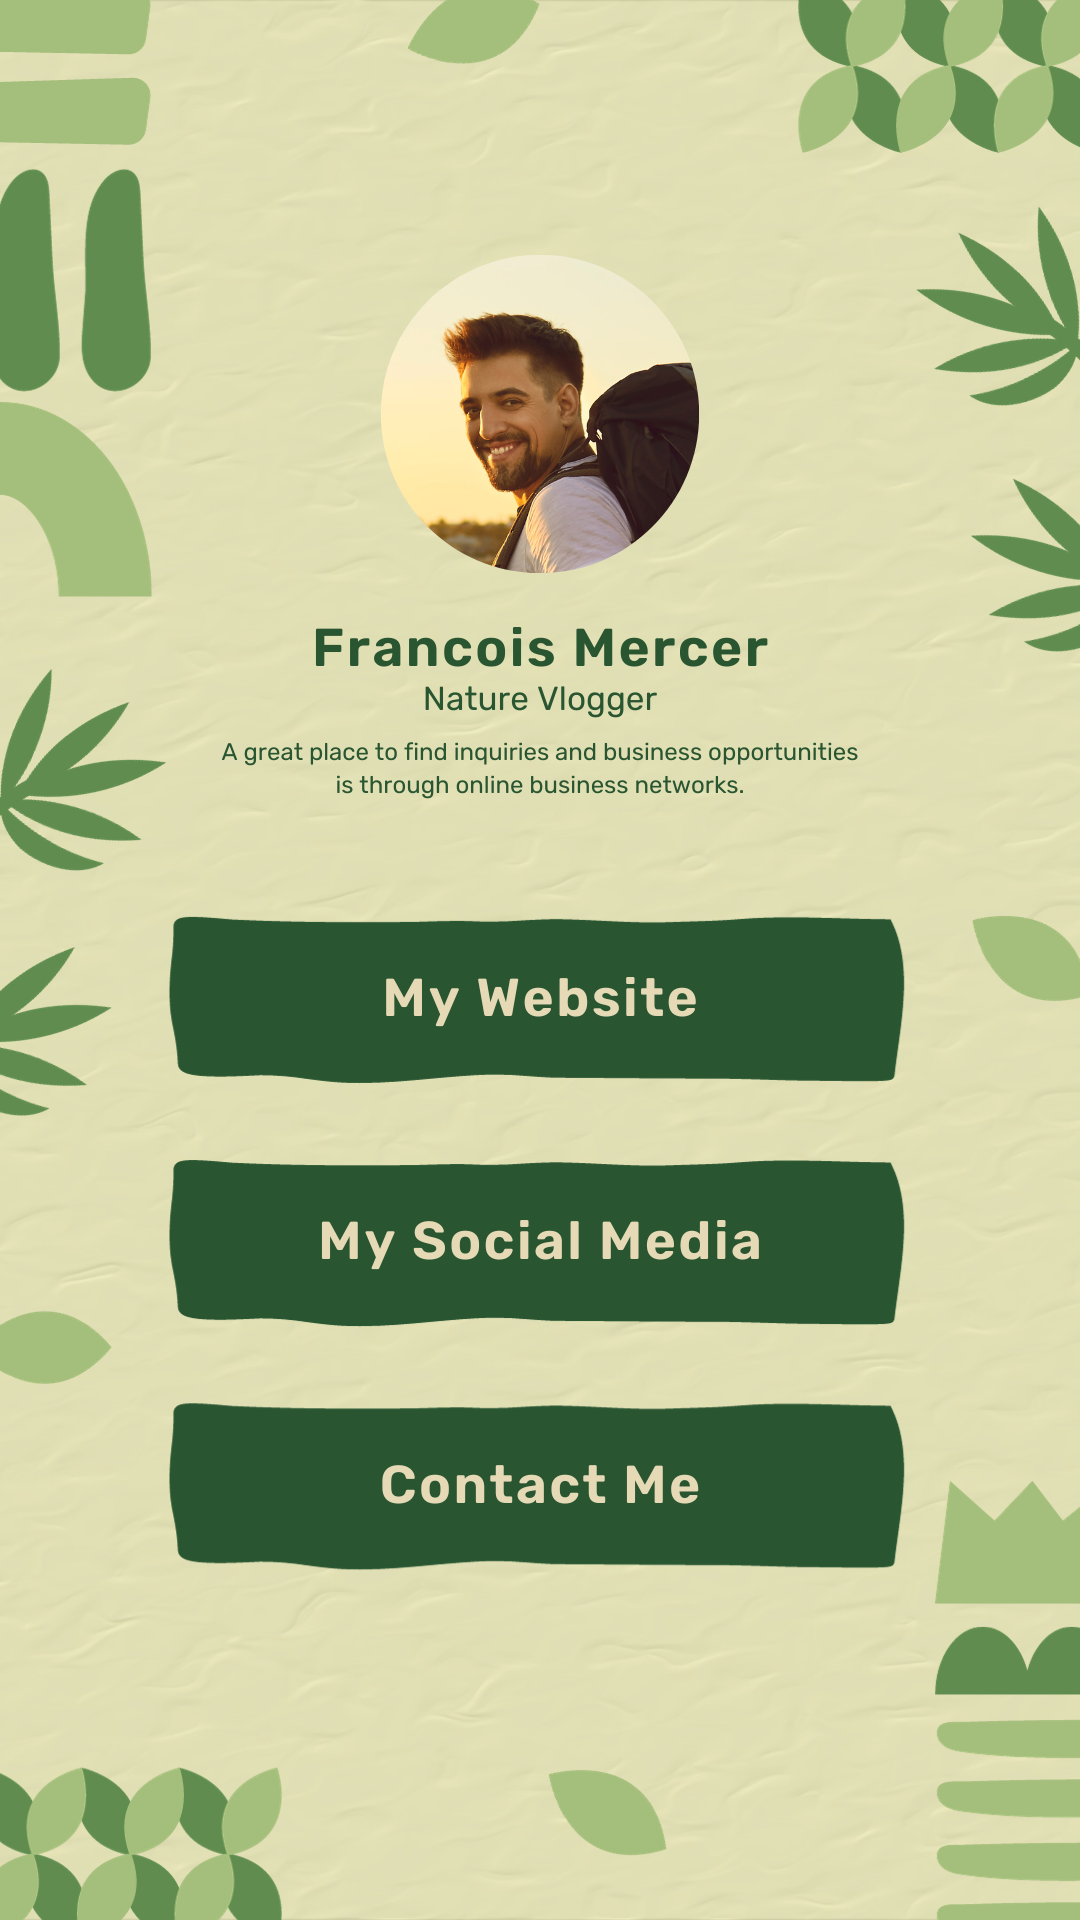 Francois Mercer
Nature Vlogger
A great place to find inquiries and business opportunities
is through online business networks.
My Website
My Social Media
Contact Me